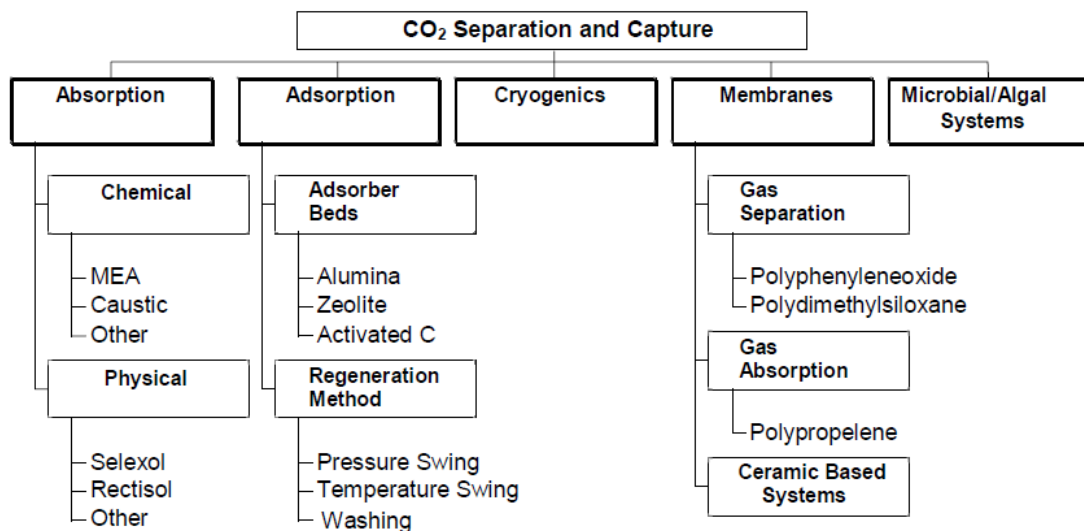 CO₂ Separation and Capture
Absorption
Adsorption
Cryogenics
Membranes
Microbial/Algal
Systems
Chemical
MEA
Caustic
Other
Physical
Selexol
Rectisol
Other
Adsorber
Beds
Alumina
Zeolite
Activated C
Regeneration
Method
Pressure Swing
Temperature Swing
Washing
Gas
Separation
Polyphenyleneoxide
Polydimethylsiloxane
Gas
Absorption
Polypropelene
Ceramic Based
Systems